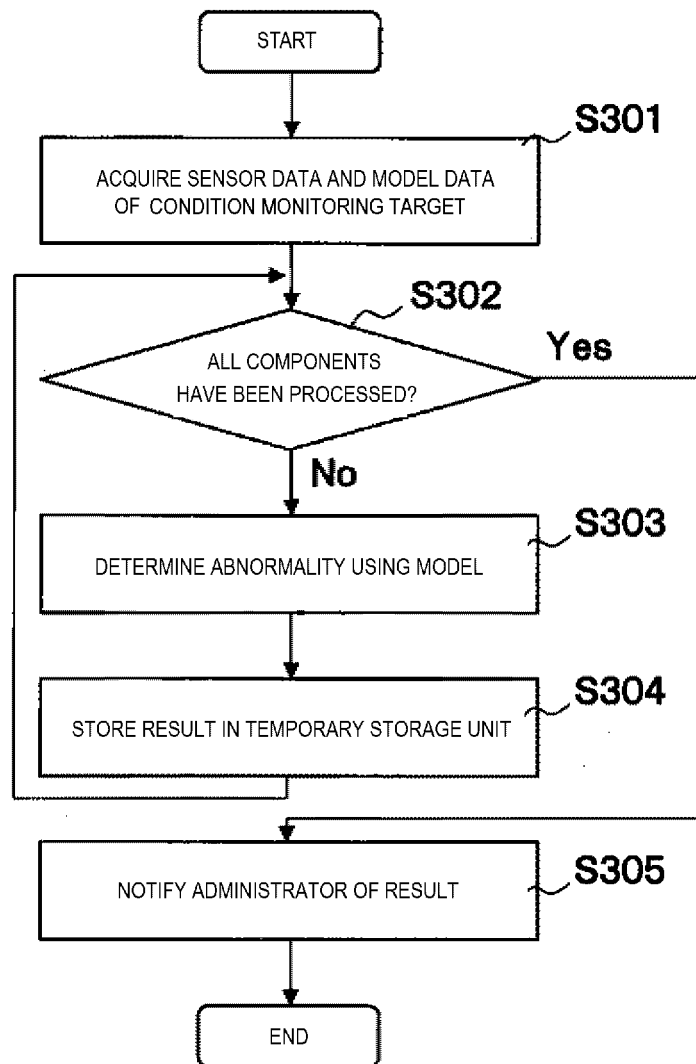 START
S301
ACQUIRE SENSOR DATA AND MODEL DATA
OF CONDITION MONITORING TARGET
S302
ALL COMPONENTS
HAVE BEEN PROCESSED?
Yes
No
S303
DETERMINE ABNORMALITY USING MODEL
S304
STORE RESULT IN TEMPORARY STORAGE UNIT
S305
NOTIFY ADMINISTRATOR OF RESULT
END